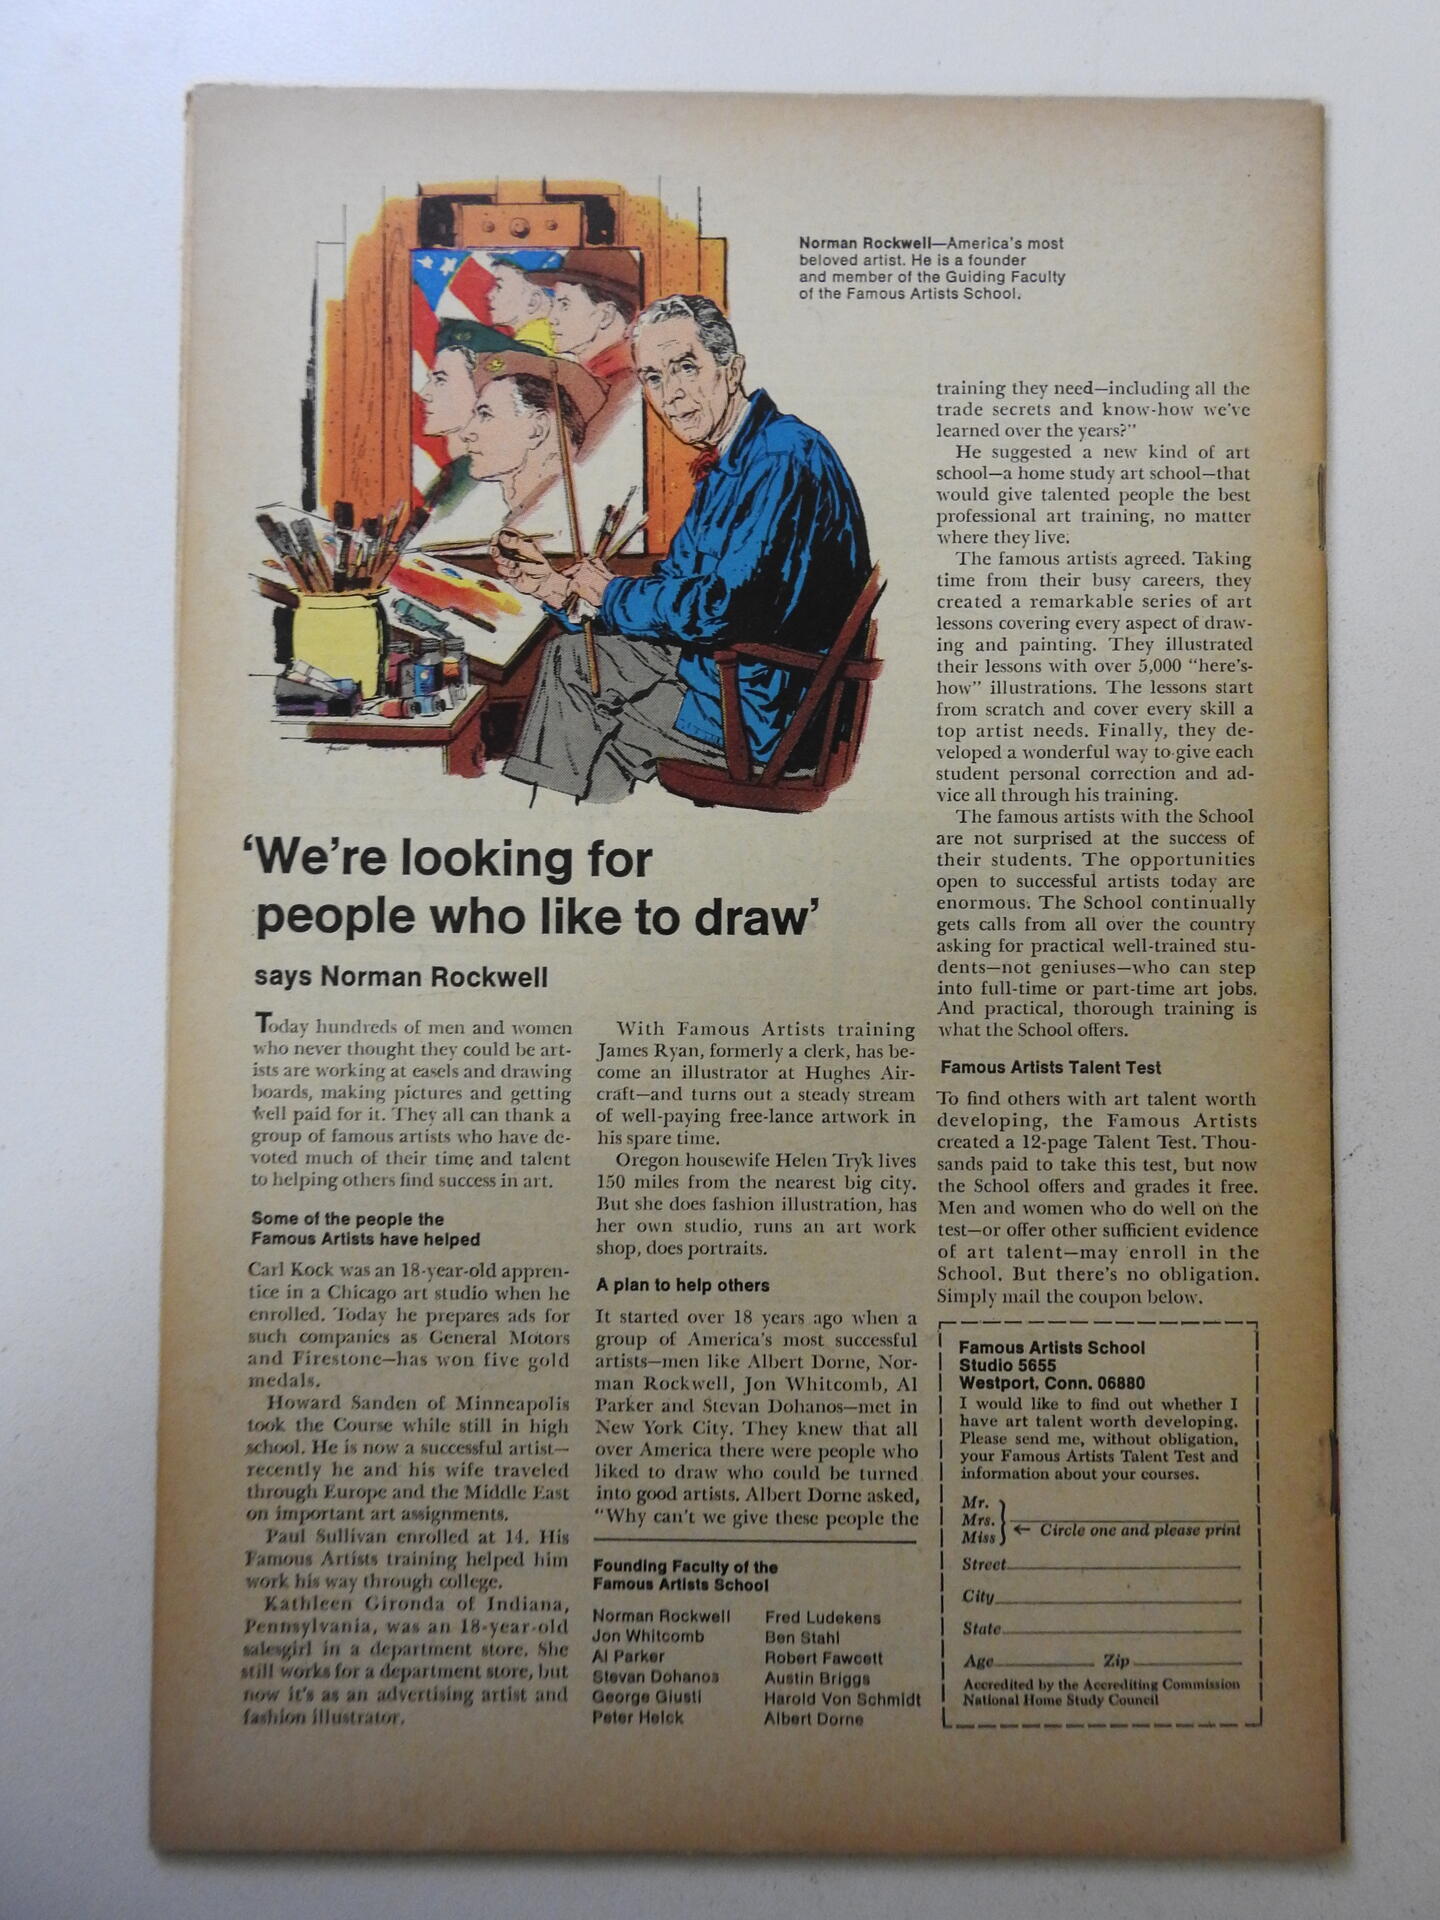 Norman Rockwell—America's most
beloved artist. He is a founder
and member of the Guiding Faculty
of the Famous Artists School.
'We're looking for
people who like to draw'
says Norman Rockwell
Today hundreds of men and women
who never thought they could be art-
ists are working at easels and drawing
boards, making pictures and getting
well paid for it. They all can thank a
group of famous artists who have de-
voted much of their time and talent
to helping others find success in art.
Some of the people the
Famous Artists have helped
Carl Kock was an 18-year-old appren-
tice in a Chicago art studio when he
enrolled. Today he prepares ads for
such companies as General Motors
and Firestone—has won five gold
medals.
Howard Sanden of Minneapolis
took the Course while still in high
school. He is now a successful artist—
recently he and his wife traveled
through Europe and the Middle East
on important art assignments.
Paul Sullivan enrolled at 14. His
Famous Artists training helped him
work his way through college.
Kathleen Gironda of Indiana,
Pennsylvania, was an 18-year-old
salesgirl in a department store. She
still works for a department store, but
now it's as an advertising artist and
fashion illustrator.
With Famous Artists training
James Ryan, formerly a clerk, has be-
come an illustrator at Hughes Air-
craft—and turns out a steady stream
of well-paying free-lance artwork in
his spare time.
Oregon housewife Helen Tryk lives
150 miles from the nearest big city.
But she does fashion illustration, has
her own studio, runs an art work
shop, does portraits.
A plan to help others
It started over 18 years ago when a
group of America's most successful
artists—men like Albert Dorne, Nor-
man Rockwell, Jon Whitcomb, Al
Parker and Stevan Dohanos—met in
New York City. They knew that all
over America there were people who
liked to draw who could be turned
into good artists. Albert Dorne asked,
"Why can't we give these people the
Founding Faculty of the
Famous Artists School
Norman Rockwell
Jon Whitcomb
Al Parker
Stevan Dohanos
George Giusti
Peter Helck
Fred Ludekens
Ben Stahl
Robert Fawcett
Austin Briggs
Harold Von Schmidt
Albert Dorne
training they need—including all the
trade secrets and know-how we've
learned over the years?"
He suggested a new kind of art
school—a home study art school—that
would give talented people the best
professional art training, no matter
where they live.
The famous artists agreed. Taking
time from their busy careers, they
created a remarkable series of art
lessons covering every aspect of draw-
ing and painting. They illustrated
their lessons with over 5,000 "here's-
how" illustrations. The lessons start
from scratch and cover every skill a
top artist needs. Finally, they de-
veloped a wonderful way to give each
student personal correction and ad-
vice all through his training.
The famous artists with the School
are not surprised at the success of
their students. The opportunities
open to successful artists today are
enormous. The School continually
gets calls from all over the country
asking for practical well-trained stu-
dents—not geniuses—who can step
into full-time or part-time art jobs.
And practical, thorough training is
what the School offers.
Famous Artists Talent Test
To find others with art talent worth
developing, the Famous Artists
created a 12-page Talent Test. Thou-
sands paid to take this test, but now
the School offers and grades it free.
Men and women who do well on the
test—or offer other sufficient evidence
of art talent—may enroll in the
School. But there's no obligation.
Simply mail the coupon below.
Famous Artists School
Studio 5655
Westport, Conn. 06880
I would like to find out whether I
have art talent worth developing.
Please send me, without obligation,
your Famous Artists Talent Test and
information about your courses.
Mr.
Mrs.
Miss
← Circle one and please print
Street
City
State
Age Zip
Accredited by the Accrediting Commission
National Home Study Council